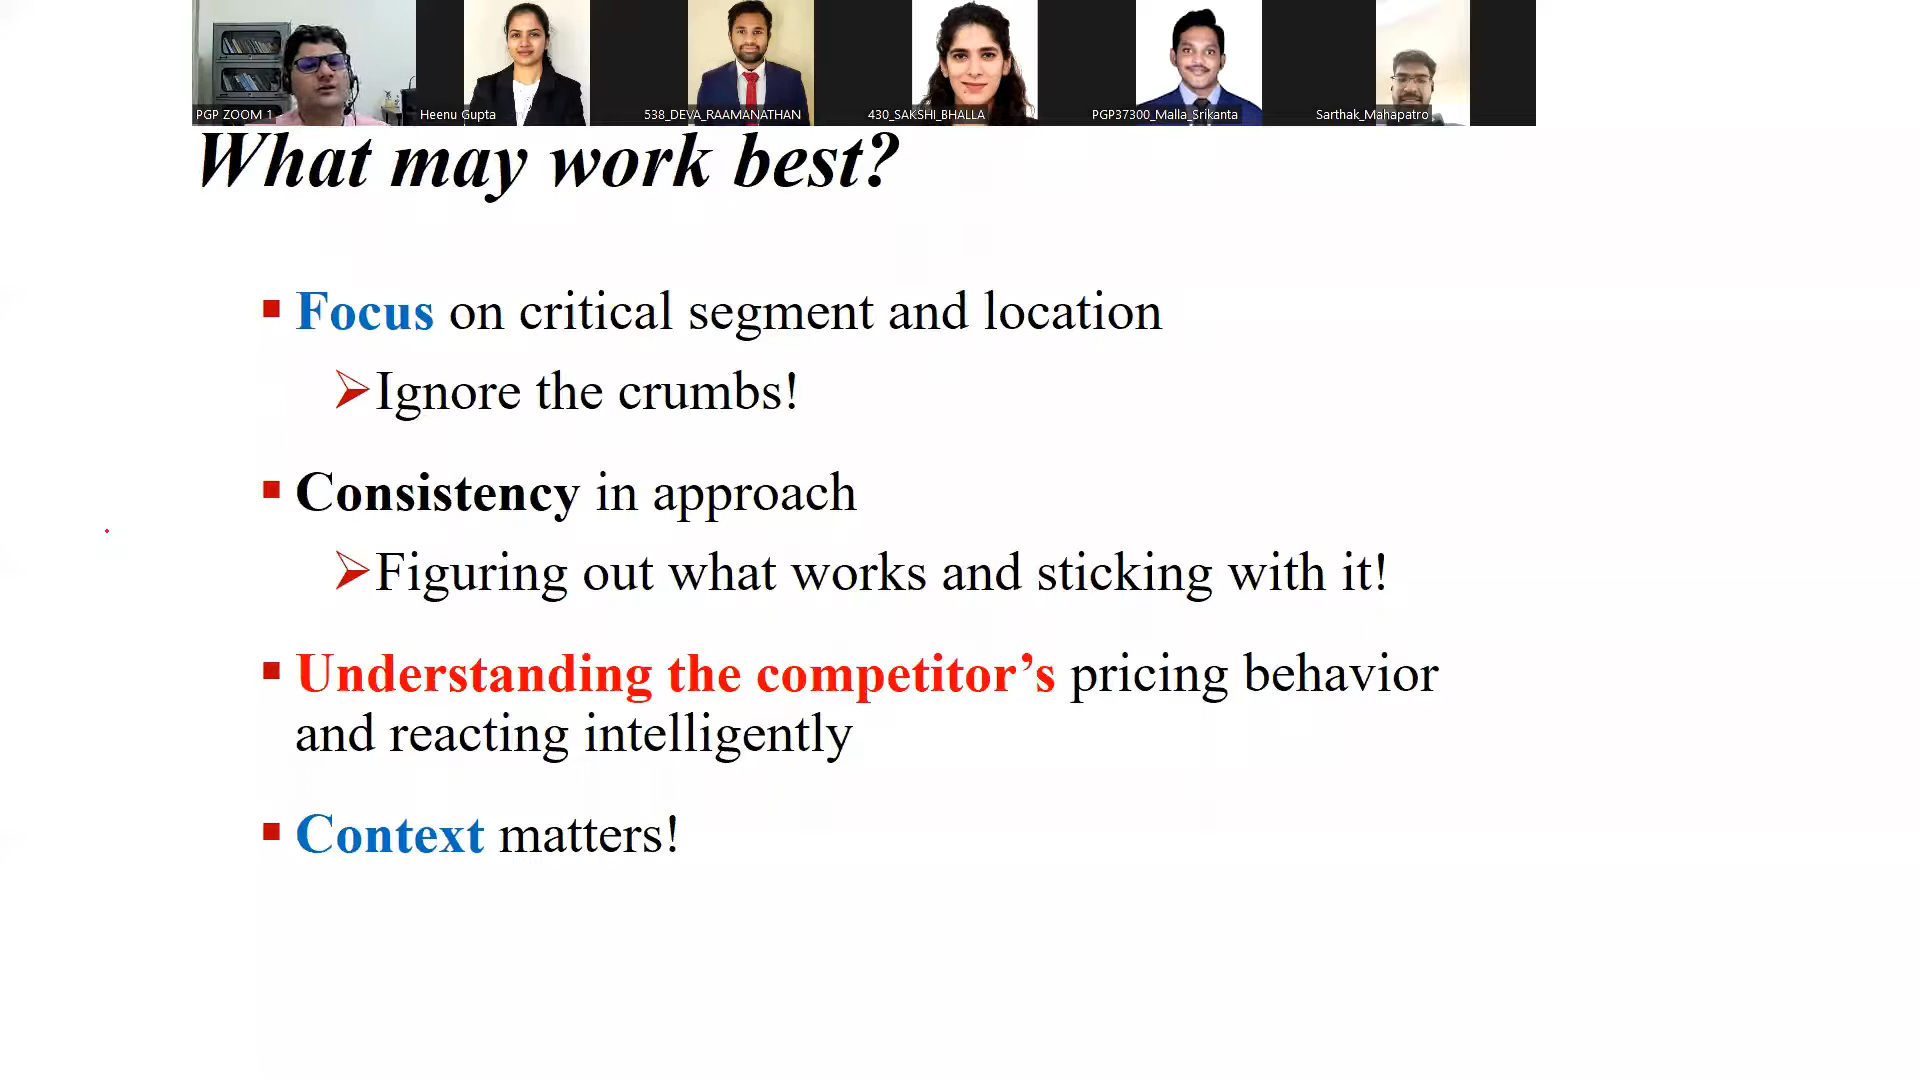 PGP ZOOM 1
Heenu Gupta
538_DEVA_RAAMANATHAN
430_SAKSHI_BHALLA
PGP37300_Malla_Srikanta
Sarthak_Mahapatro
What may work best?
Focus on critical segment and location
Ignore the crumbs!
Consistency in approach
Figuring out what works and sticking with it!
Understanding the competitor’s pricing behavior
and reacting intelligently
Context matters!